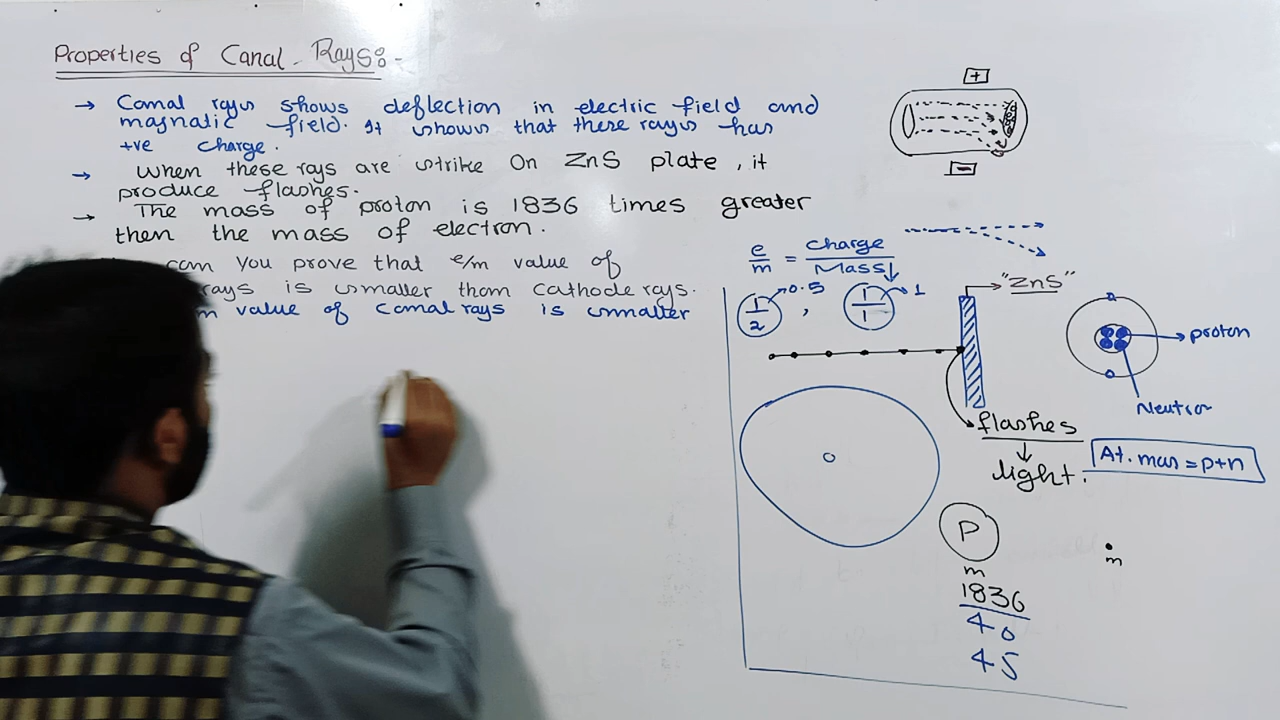 Properties of Canal Rays:-
→ Canal rays shows deflection in electric field and
magnatic field. It shows that these rays has
+ve charge.
→ When these rays are strike On ZnS plate, it
produce flashes.
→ The mass of proton is 1836 times greater
then the mass of electron.
can you prove that e/m value of
rays is smaller than cathode rays.
value of canal rays is smaller
+
-
e/m = charge/Mass ↓
1/2 → 0.5 , 1/1 → 1
→ "ZnS"
→ proton
Neutron
flashes
↓
light.
At. mas = p+n
P
m
1836
40
45
m